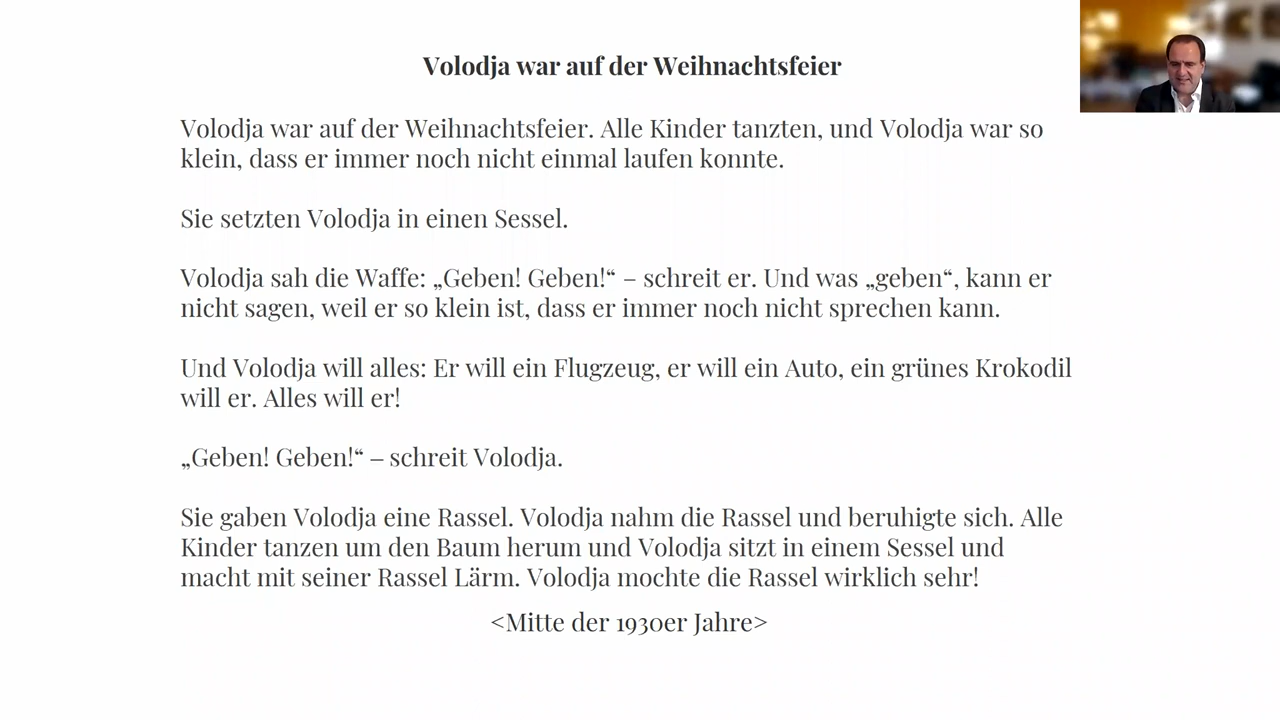 Volodja war auf der Weihnachtsfeier
Volodja war auf der Weihnachtsfeier. Alle Kinder tanzten, und Volodja war so
klein, dass er immer noch nicht einmal laufen konnte.
Sie setzten Volodja in einen Sessel.
Volodja sah die Waffe: „Geben! Geben!“ – schreit er. Und was „geben“, kann er
nicht sagen, weil er so klein ist, dass er immer noch nicht sprechen kann.
Und Volodja will alles: Er will ein Flugzeug, er will ein Auto, ein grünes Krokodil
will er. Alles will er!
„Geben! Geben!“ – schreit Volodja.
Sie gaben Volodja eine Rassel. Volodja nahm die Rassel und beruhigte sich. Alle
Kinder tanzen um den Baum herum und Volodja sitzt in einem Sessel und
macht mit seiner Rassel Lärm. Volodja mochte die Rassel wirklich sehr!
<Mitte der 1930er Jahre>